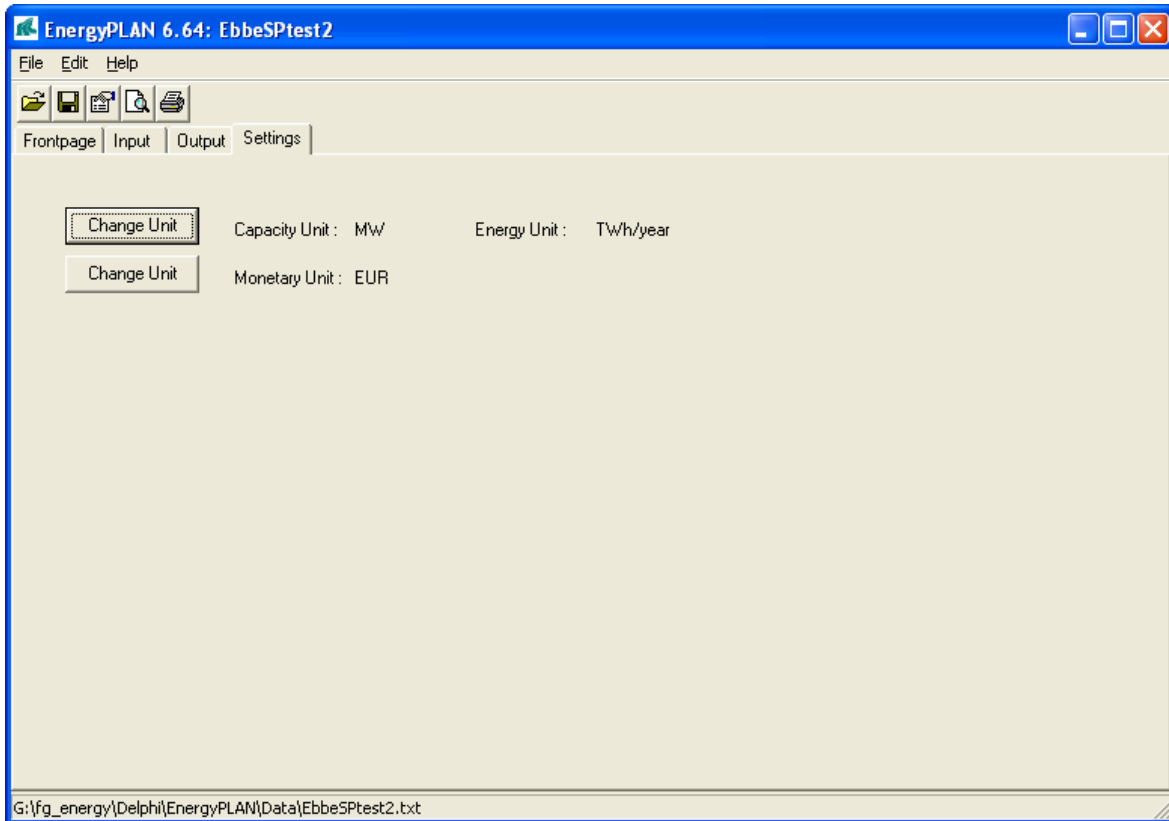 EnergyPLAN 6.64: EbbeSPtest2
File Edit Help
Frontpage Input Output Settings
Change Unit Capacity Unit : MW Energy Unit : TWh/year
Change Unit Monetary Unit : EUR
G:\fg_energy\Delphi\EnergyPLAN\Data\EbbeSPtest2.txt